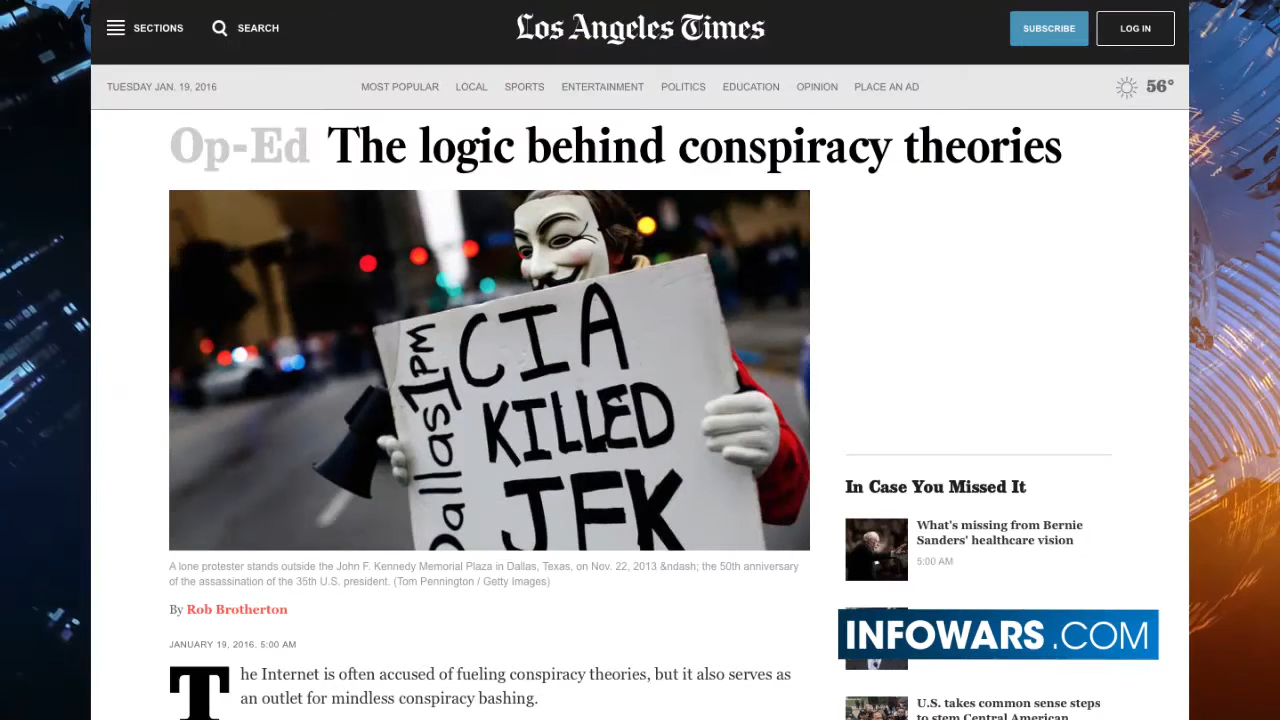 SECTIONS
SEARCH
Los Angeles Times
SUBSCRIBE
LOG IN
TUESDAY JAN. 19, 2016
MOST POPULAR LOCAL SPORTS ENTERTAINMENT POLITICS EDUCATION OPINION PLACE AN AD
56°
Op-Ed The logic behind conspiracy theories
Dallas 1PM
CIA
KILLED
JFK
A lone protester stands outside the John F. Kennedy Memorial Plaza in Dallas, Texas, on Nov. 22, 2013 &ndash; the 50th anniversary
of the assassination of the 35th U.S. president. (Tom Pennington / Getty Images)
By Rob Brotherton
JANUARY 19, 2016, 5:00 AM
The Internet is often accused of fueling conspiracy theories, but it also serves as
an outlet for mindless conspiracy bashing.
In Case You Missed It
What's missing from Bernie
Sanders' healthcare vision
5:00 AM
INFOWARS.COM
U.S. takes common sense steps
to stem Central American